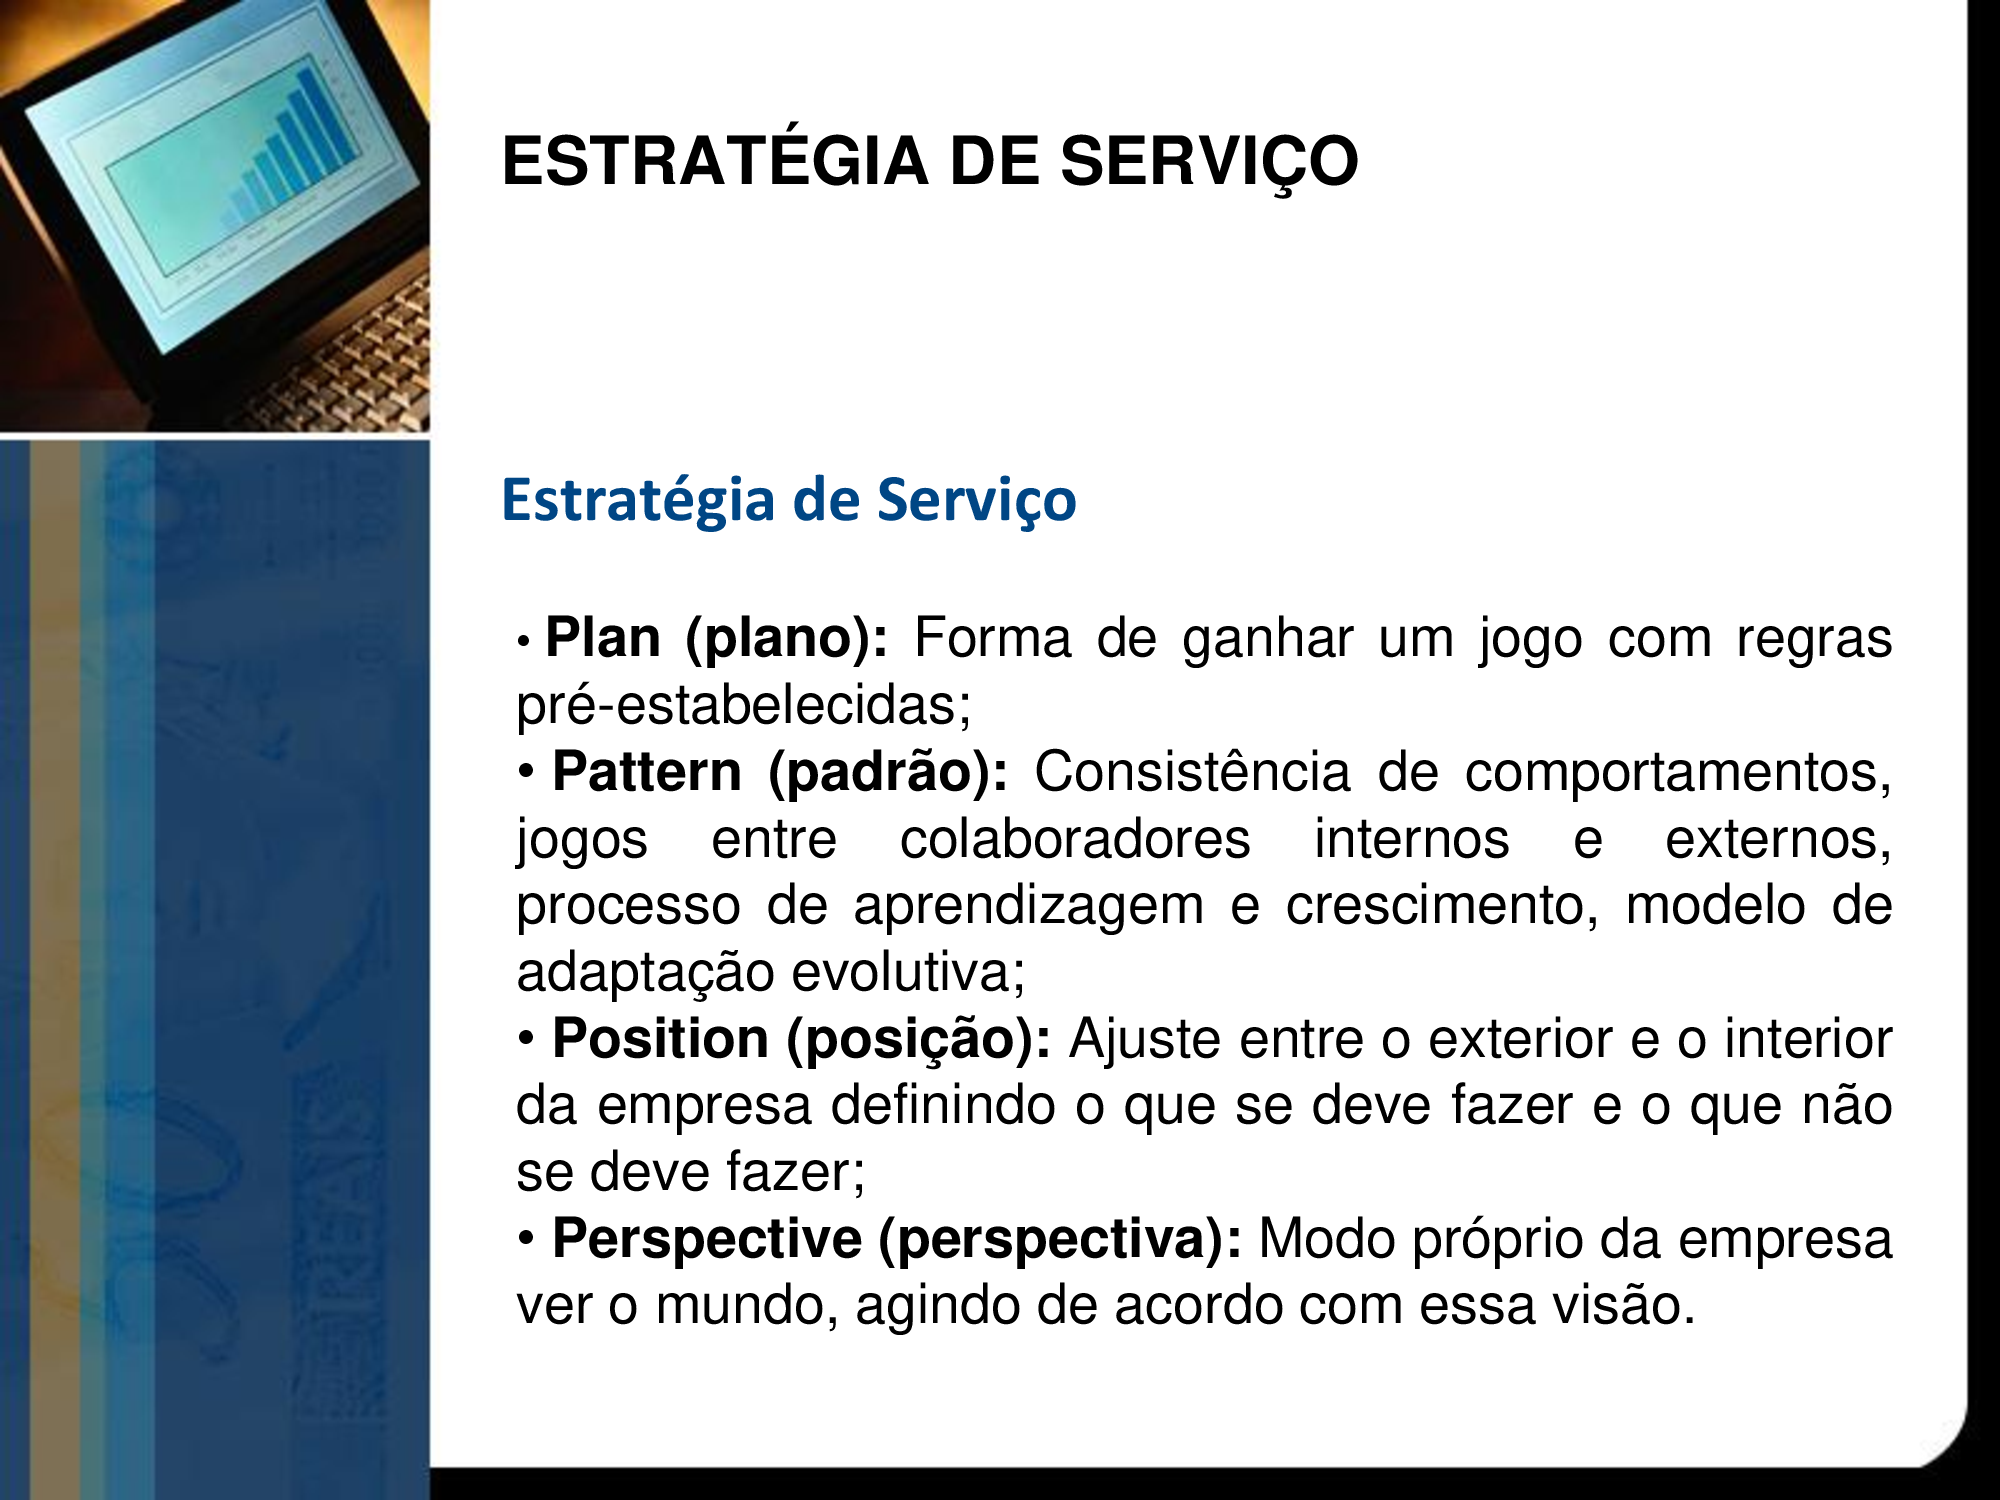 ESTRATÉGIA DE SERVIÇO
Estratégia de Serviço
• Plan (plano): Forma de ganhar um jogo com regras
pré-estabelecidas;
• Pattern (padrão): Consistência de comportamentos,
jogos entre colaboradores internos e externos,
processo de aprendizagem e crescimento, modelo de
adaptação evolutiva;
• Position (posição): Ajuste entre o exterior e o interior
da empresa definindo o que se deve fazer e o que não
se deve fazer;
• Perspective (perspectiva): Modo próprio da empresa
ver o mundo, agindo de acordo com essa visão.
REAIS